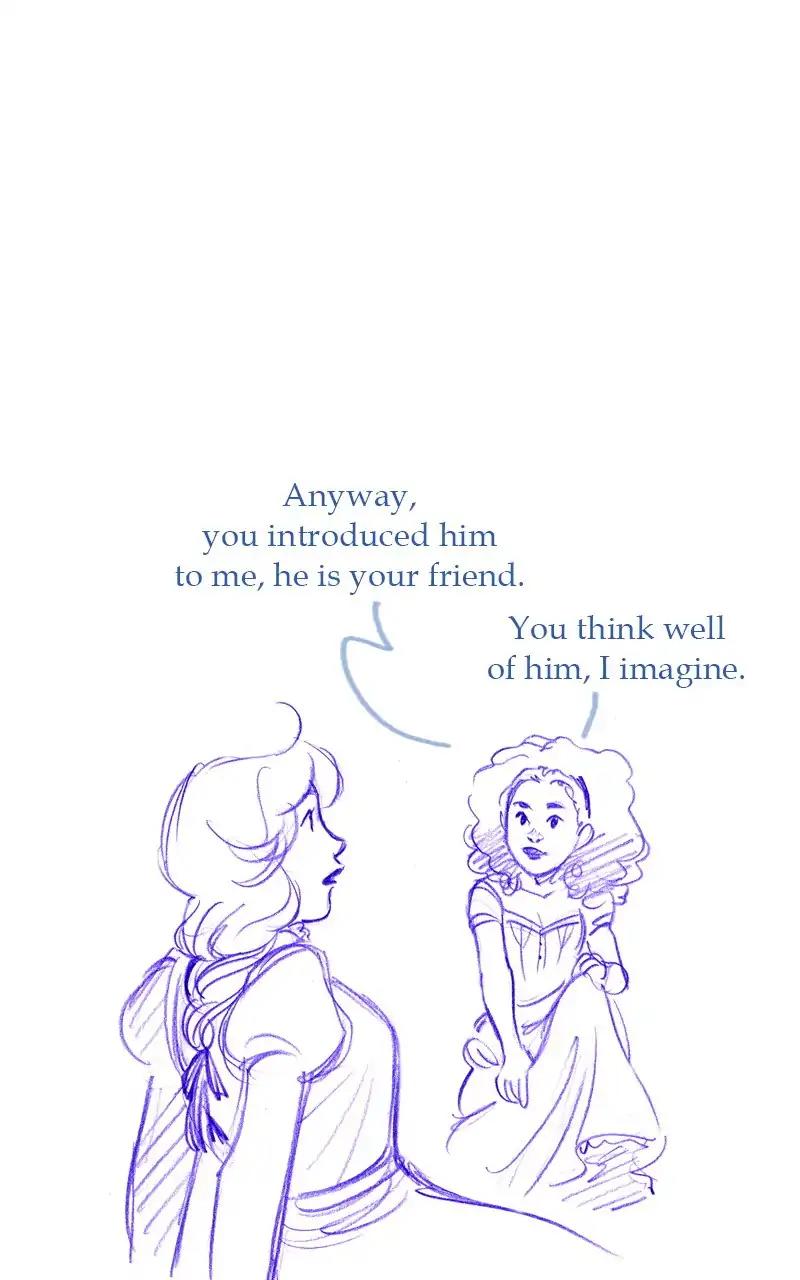 Anyway,
you introduced him
to me, he is your friend.
You think well
of him, I imagine.